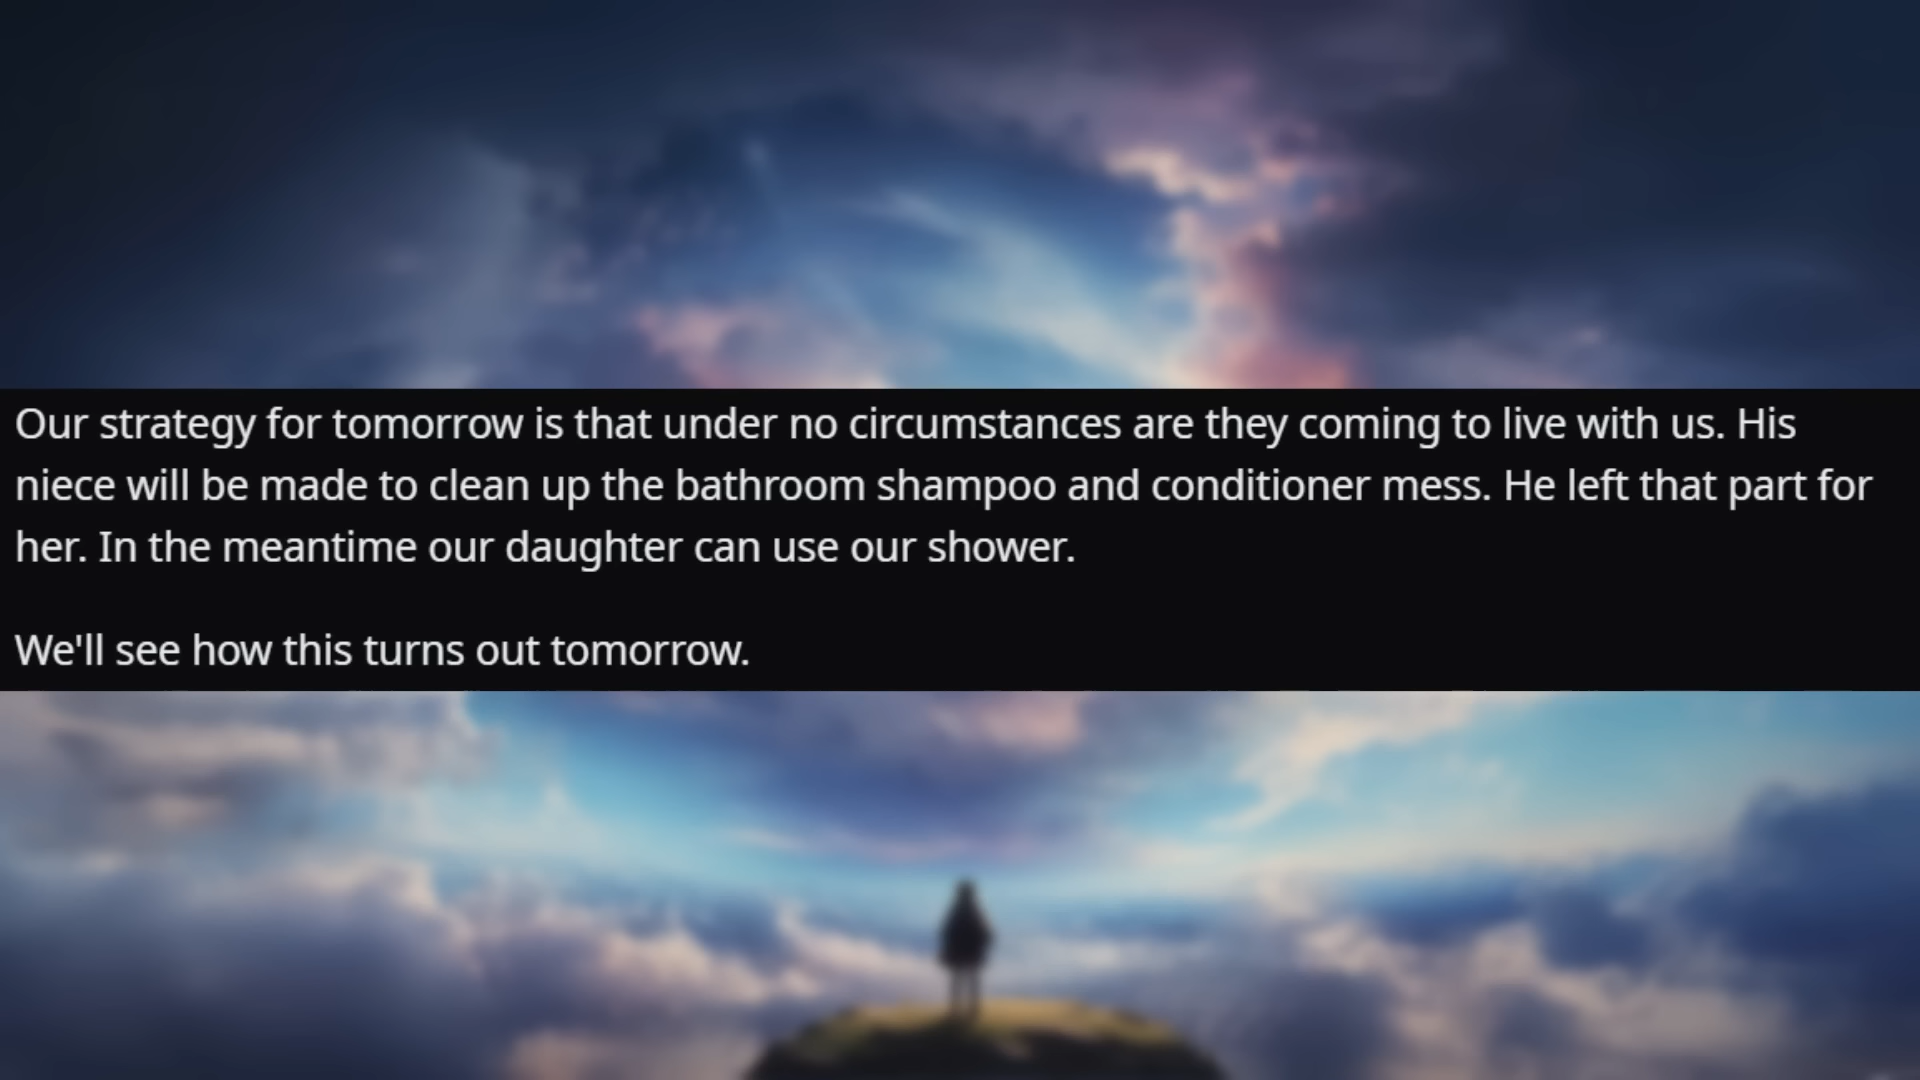 Our strategy for tomorrow is that under no circumstances are they coming to live with us. His
niece will be made to clean up the bathroom shampoo and conditioner mess. He left that part for
her. In the meantime our daughter can use our shower.
We'll see how this turns out tomorrow.